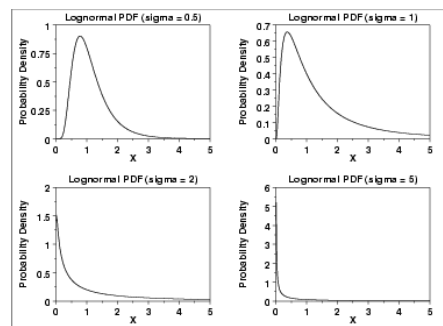 Lognormal PDF (sigma = 0.5)
Probability Density
1
0.75
0.5
0.25
0
0 1 2 3 4 5
X
Lognormal PDF (sigma = 1)
Probability Density
0.7
0.6
0.5
0.4
0.3
0.2
0.1
0
0 1 2 3 4 5
X
Lognormal PDF (sigma = 2)
Probability Density
2
1.5
1
0.5
0
0 1 2 3 4 5
X
Lognormal PDF (sigma = 5)
Probability Density
6
5
4
3
2
1
0
0 1 2 3 4 5
X